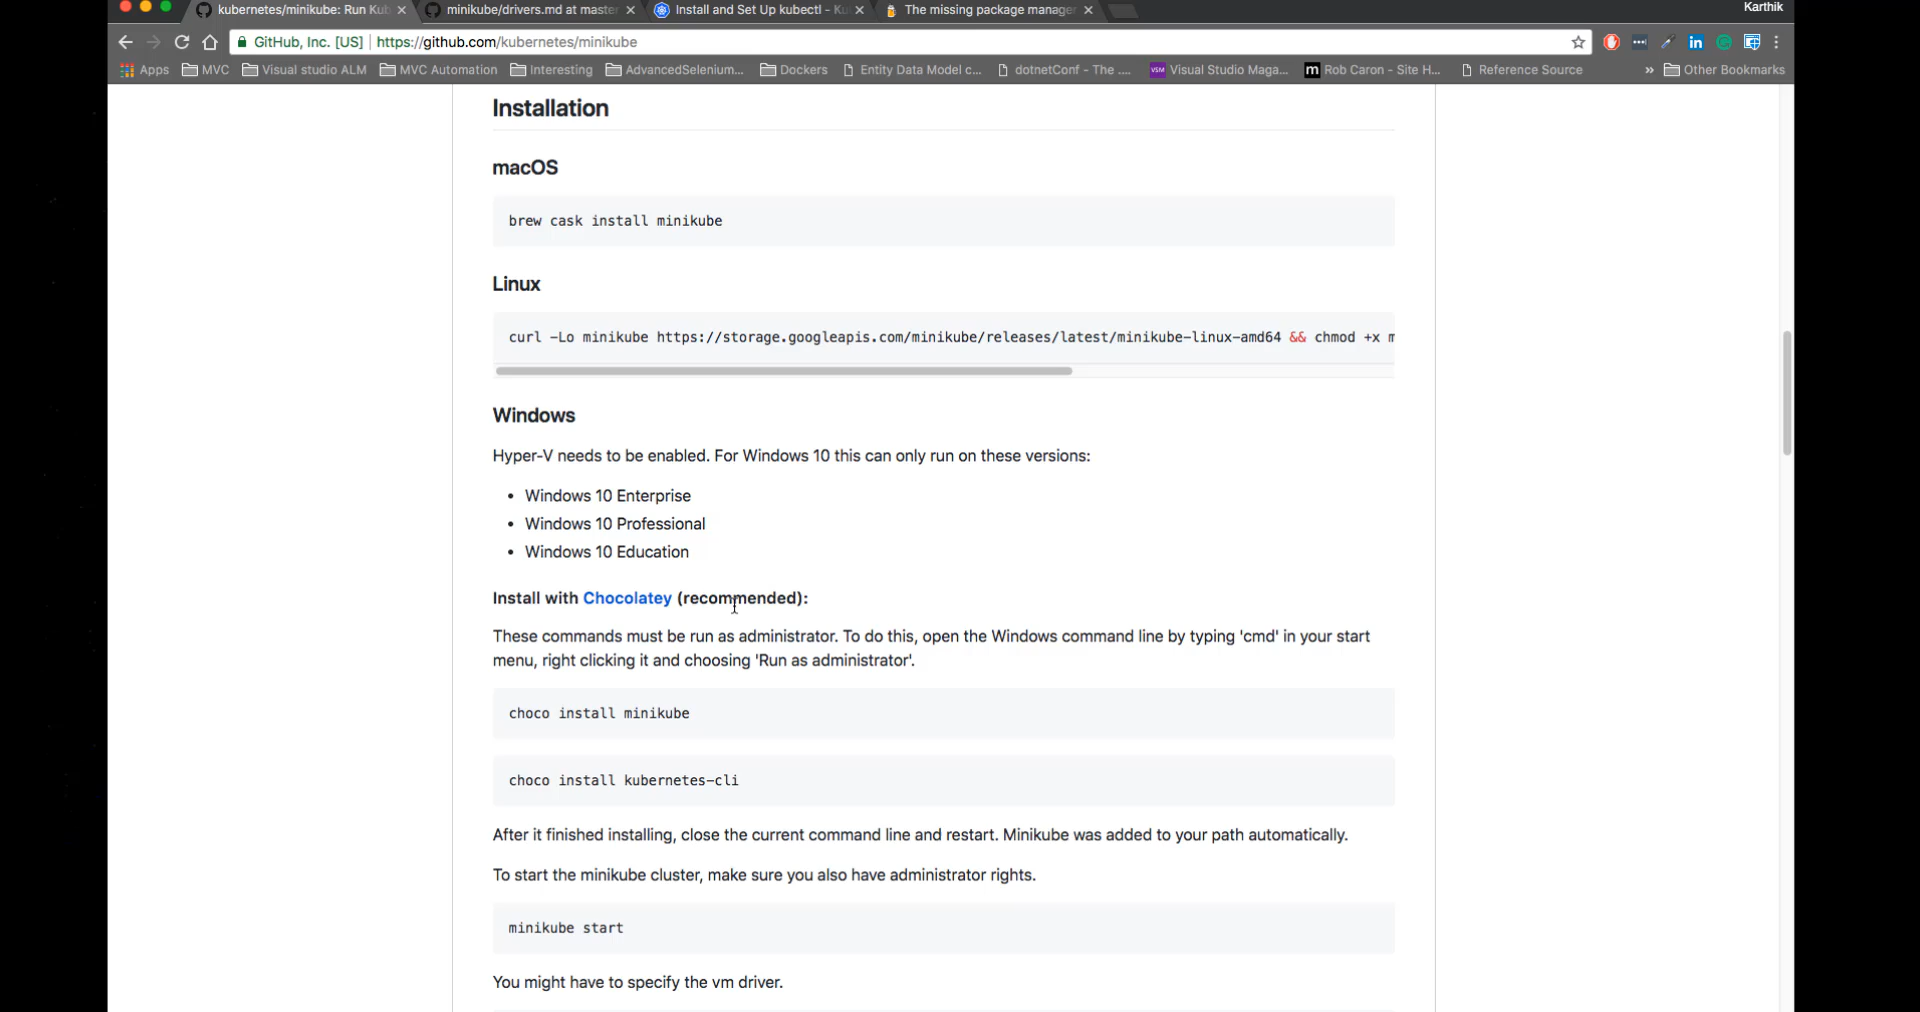 kubernetes/minikube: Run Kub
minikube/drivers.md at master
Install and Set Up kubectl - Ku
The missing package manager
Karthik
GitHub, Inc. [US] | https://github.com/kubernetes/minikube
Apps MVC Visual studio ALM MVC Automation Interesting AdvancedSelenium... Dockers Entity Data Model c... dotnetConf - The .... Visual Studio Maga... Rob Caron - Site H... Reference Source » Other Bookmarks
Installation
macOS
brew cask install minikube
Linux
curl -Lo minikube https://storage.googleapis.com/minikube/releases/latest/minikube-linux-amd64 && chmod +x m
Windows
Hyper-V needs to be enabled. For Windows 10 this can only run on these versions:
• Windows 10 Enterprise
• Windows 10 Professional
• Windows 10 Education
Install with Chocolatey (recommended):
These commands must be run as administrator. To do this, open the Windows command line by typing 'cmd' in your start
menu, right clicking it and choosing 'Run as administrator'.
choco install minikube
choco install kubernetes-cli
After it finished installing, close the current command line and restart. Minikube was added to your path automatically.
To start the minikube cluster, make sure you also have administrator rights.
minikube start
You might have to specify the vm driver.